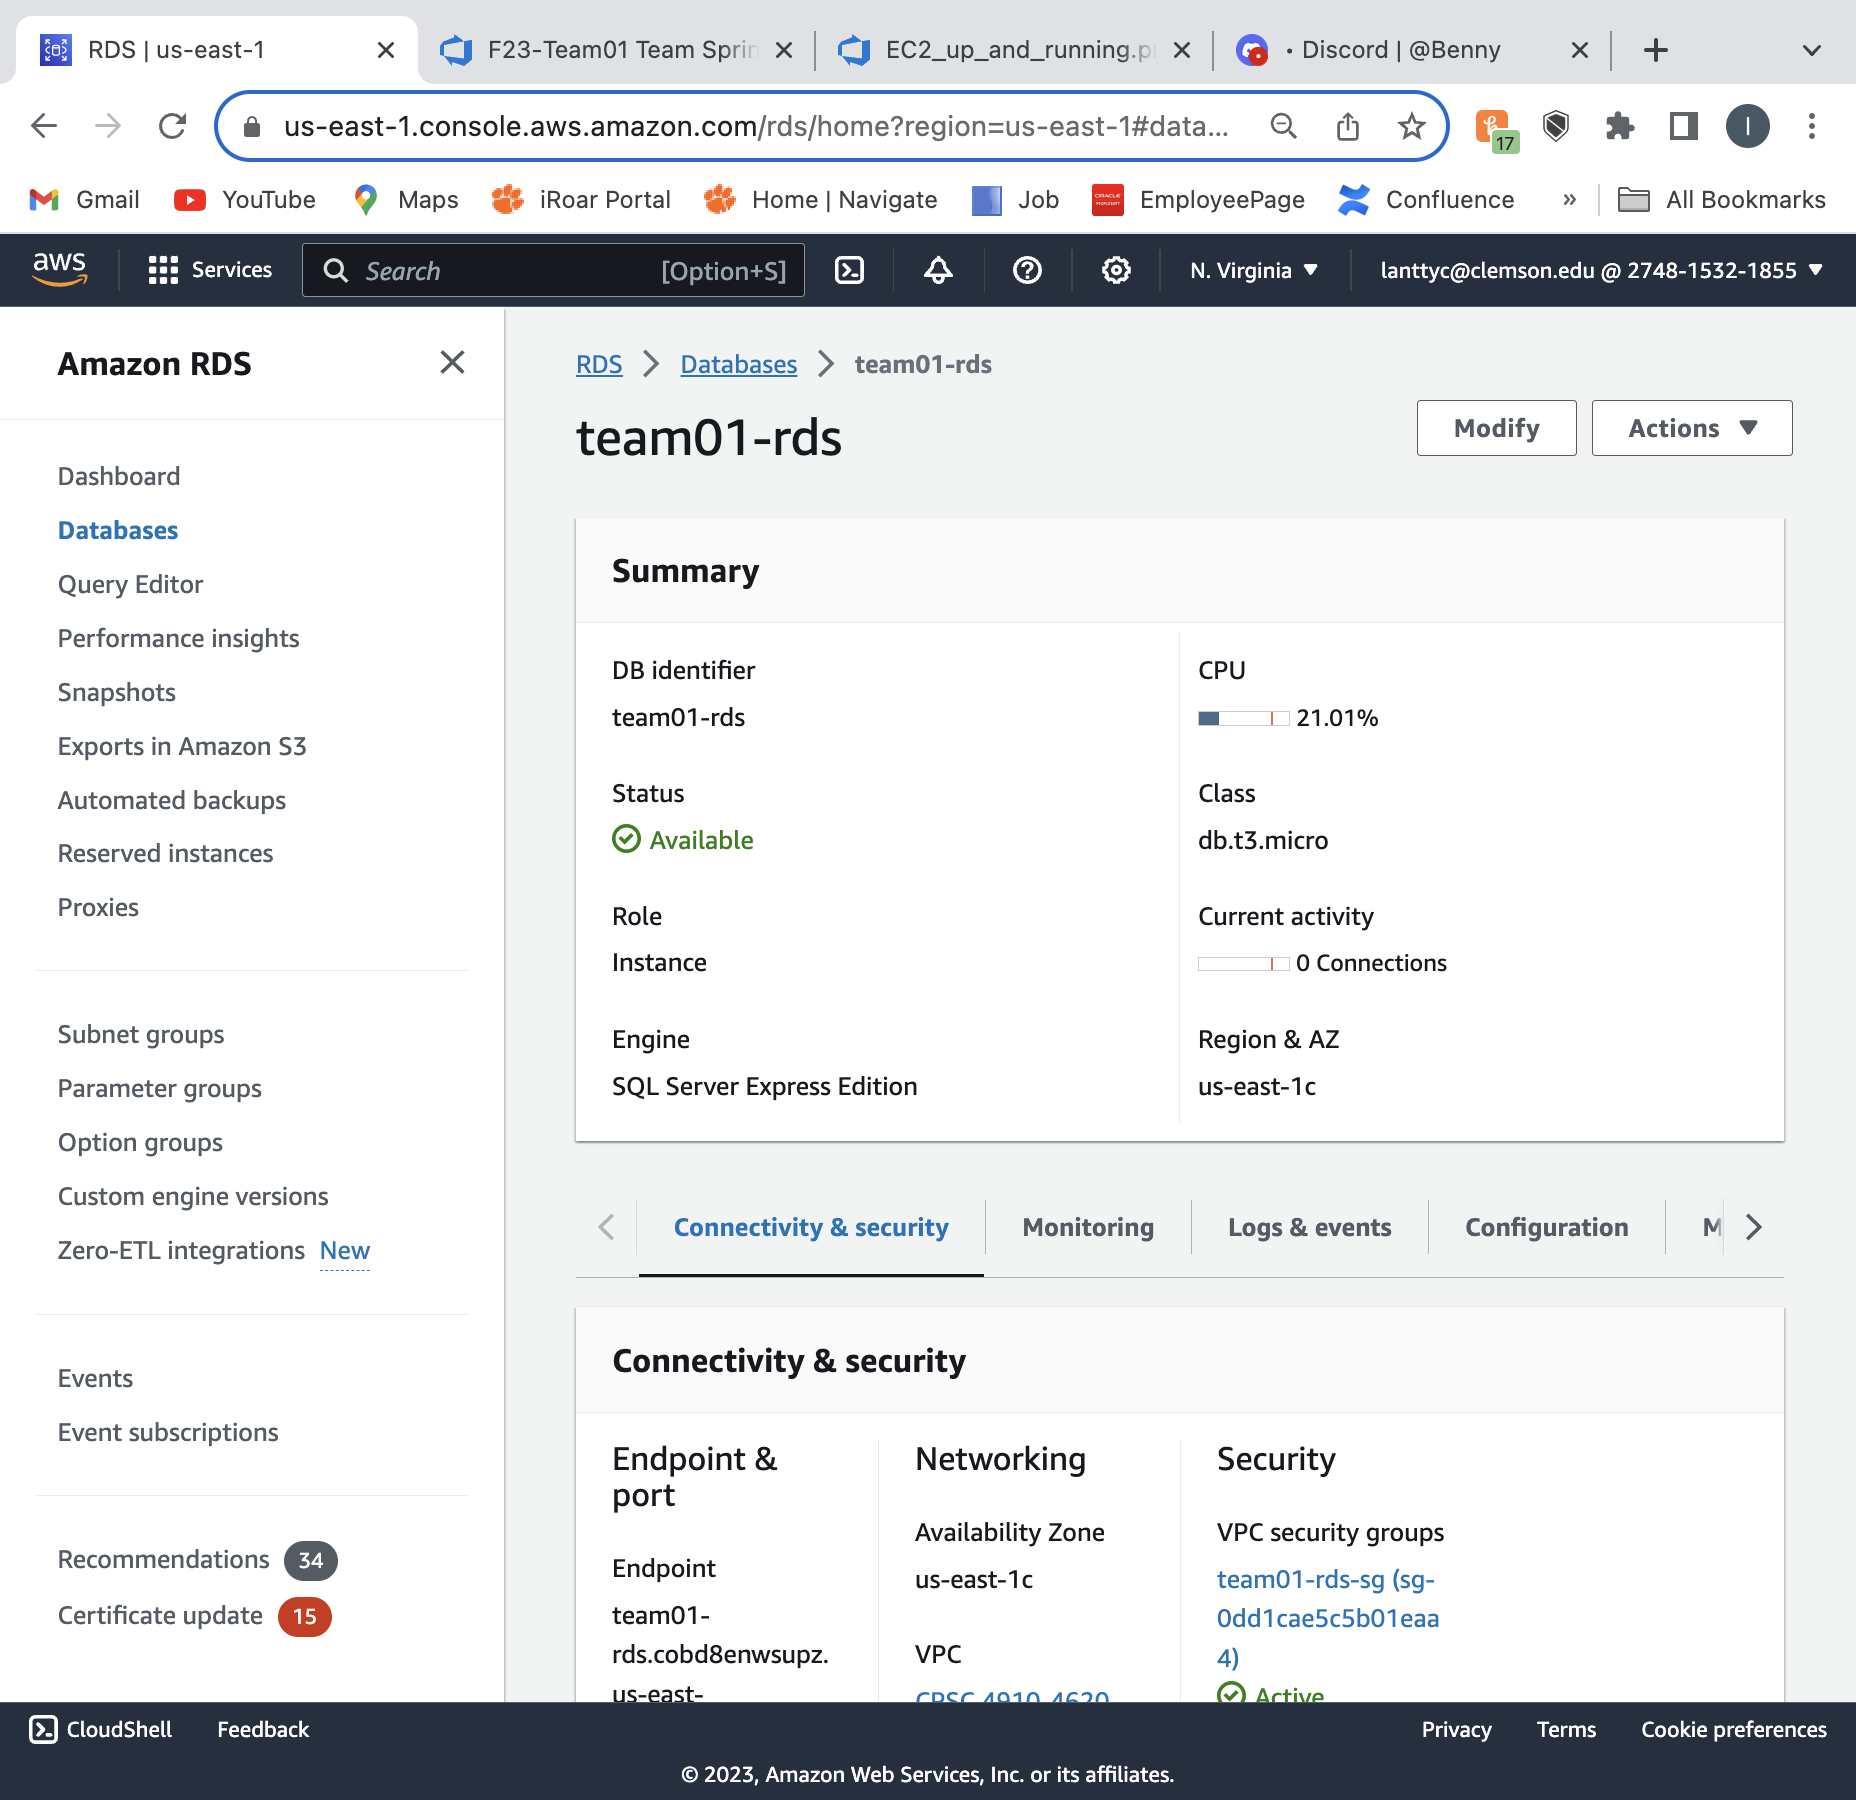 RDS | us-east-1
F23-Team01 Team Sprin
EC2_up_and_running.p
• Discord | @Benny
us-east-1.console.aws.amazon.com/rds/home?region=us-east-1#data...
17
I
Gmail
YouTube
Maps
iRoar Portal
Home | Navigate
Job
EmployeePage
Confluence
»
All Bookmarks
aws
Services
Search
[Option+S]
N. Virginia
lanttyc@clemson.edu @ 2748-1532-1855
Amazon RDS
Dashboard
Databases
Query Editor
Performance insights
Snapshots
Exports in Amazon S3
Automated backups
Reserved instances
Proxies
Subnet groups
Parameter groups
Option groups
Custom engine versions
Zero-ETL integrations New
Events
Event subscriptions
Recommendations 34
Certificate update 15
RDS > Databases > team01-rds
team01-rds
Modify
Actions
Summary
DB identifier
team01-rds
CPU
21.01%
Status
Available
Class
db.t3.micro
Role
Instance
Current activity
0 Connections
Engine
SQL Server Express Edition
Region & AZ
us-east-1c
Connectivity & security
Monitoring
Logs & events
Configuration
M
Connectivity & security
Endpoint &
port
Endpoint
team01-
rds.cobd8enwsupz.
us-east-
Networking
Availability Zone
us-east-1c
VPC
CPSC 4910-4620
Security
VPC security groups
team01-rds-sg (sg-
0dd1cae5c5b01eaa
4)
Active
CloudShell
Feedback
Privacy
Terms
Cookie preferences
© 2023, Amazon Web Services, Inc. or its affiliates.